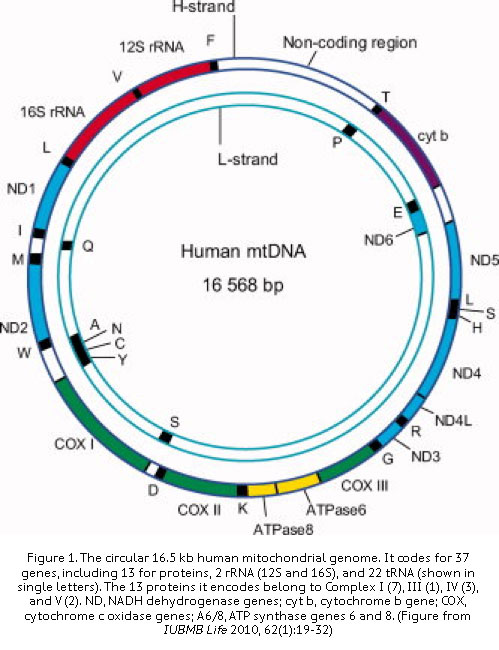 H-strand
12S rRNA
F
Non-coding region
V
T
16S rRNA
cyt b
P
L
L-strand
ND1
E
ND6
I
Q
Human mtDNA
M
16 568 bp
ND5
L
S
H
ND2
A
N
C
Y
W
ND4
S
ND4L
R
COX I
ND3
G
D
COX III
COX II
K
ATPase6
ATPase8
Figure 1. The circular 16.5 kb human mitochondrial genome. It codes for 37
genes, including 13 for proteins, 2 rRNA (12S and 16S), and 22 tRNA (shown in
single letters). The 13 proteins it encodes belong to Complex I (7), III (1), IV (3),
and V (2). ND, NADH dehydrogenase genes; cyt b, cytochrome b gene; COX,
cytochrome c oxidase genes; A6/8, ATP synthase genes 6 and 8. (Figure from
IUBMB Life 2010, 62(1):19-32)